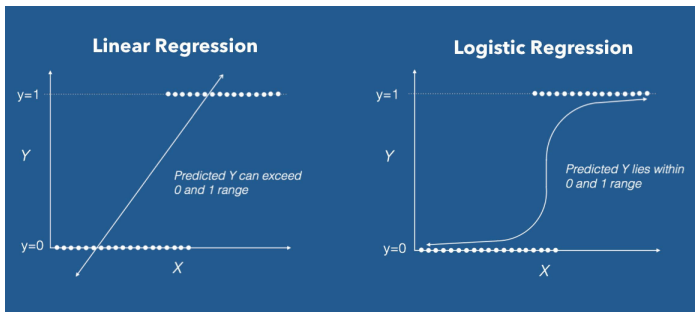 Linear Regression
y=1
Y
Predicted Y can exceed
0 and 1 range
y=0
X
Logistic Regression
y=1
Y
Predicted Y lies within
0 and 1 range
y=0
X